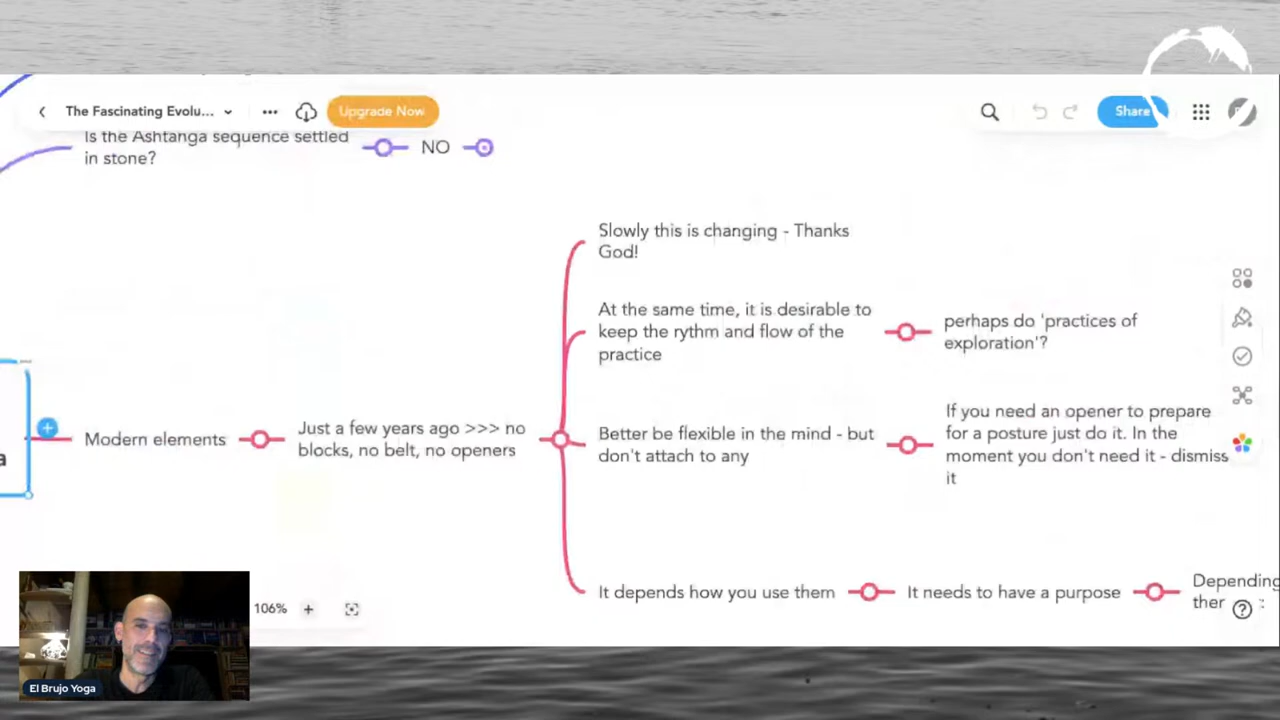 The Fascinating Evolu...
Upgrade Now
Share
Is the Ashtanga sequence settled
in stone?
NO
Slowly this is changing - Thanks
God!
At the same time, it is desirable to
keep the rythm and flow of the
practice
perhaps do 'practices of
exploration'?
Modern elements
Just a few years ago >>> no
blocks, no belt, no openers
Better be flexible in the mind - but
don't attach to any
If you need an opener to prepare
for a posture just do it. In the
moment you don't need it - dismiss
it
a
It depends how you use them
It needs to have a purpose
Depending
ther
106%
El Brujo Yoga